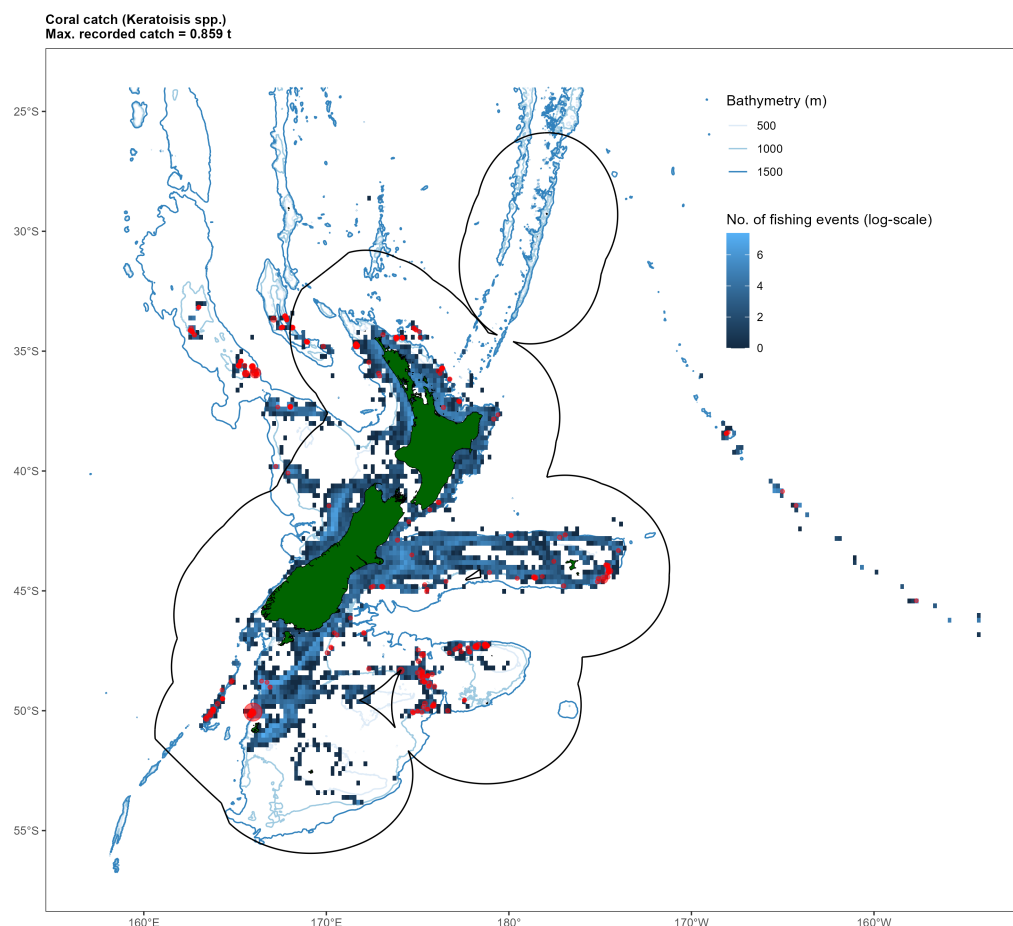 Coral catch (Keratoisis spp.)
Max. recorded catch = 0.859 t
Bathymetry (m)
500
1000
1500
No. of fishing events (log-scale)
6
4
2
0
25°S
30°S
35°S
40°S
45°S
50°S
55°S
160°E
170°E
180°
170°W
160°W